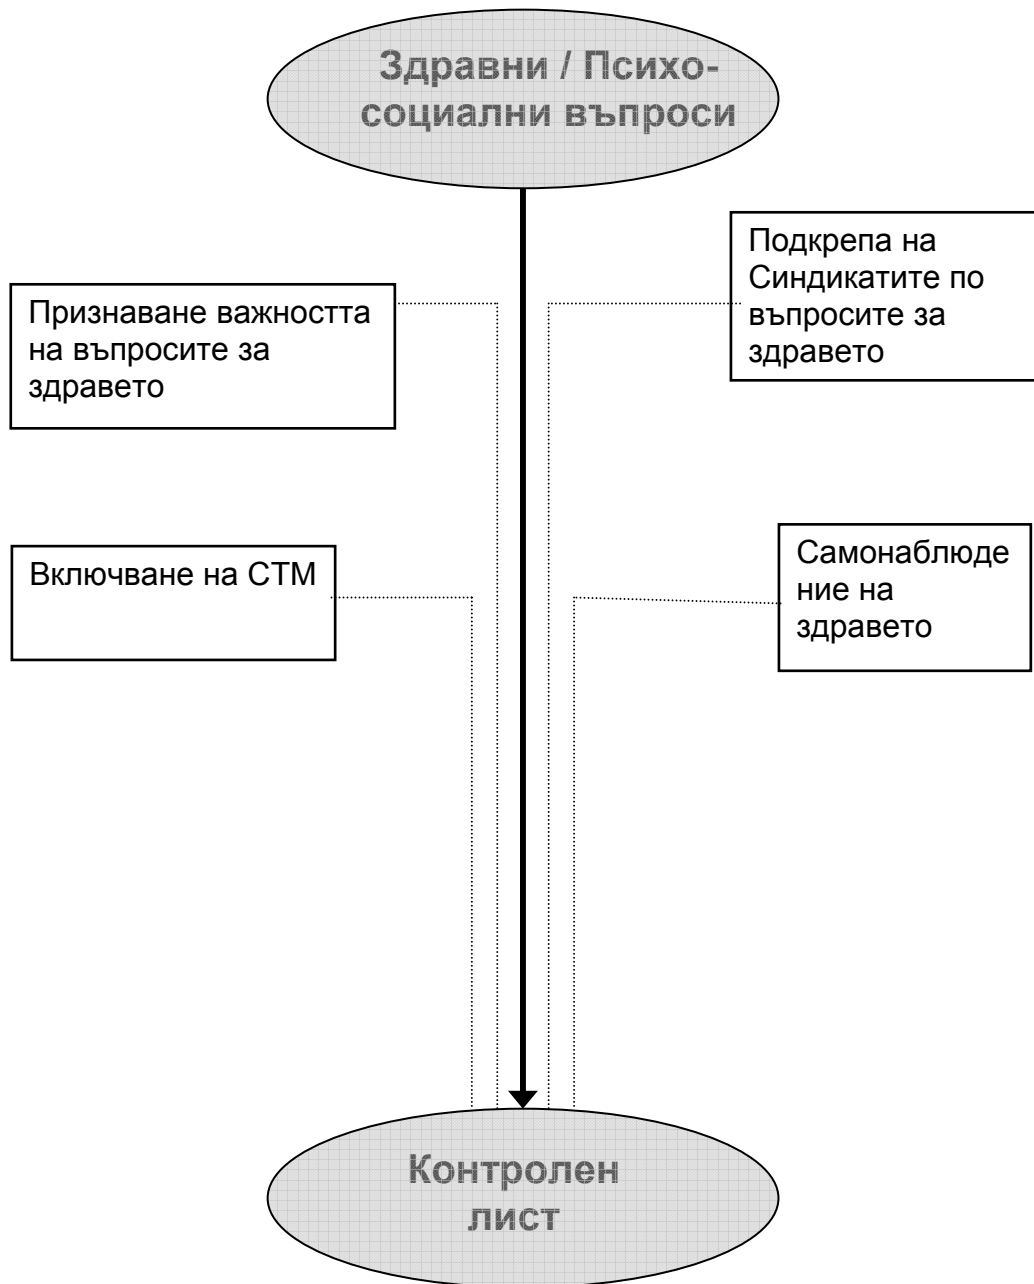 Здравни / Психо-
социални въпроси
Подкрепа на
Синдикатите по
въпросите за
здравето
Признаване важността
на въпросите за
здравето
Включване на СТМ
Самонаблюде
ние на
здравето
Контролен
лист